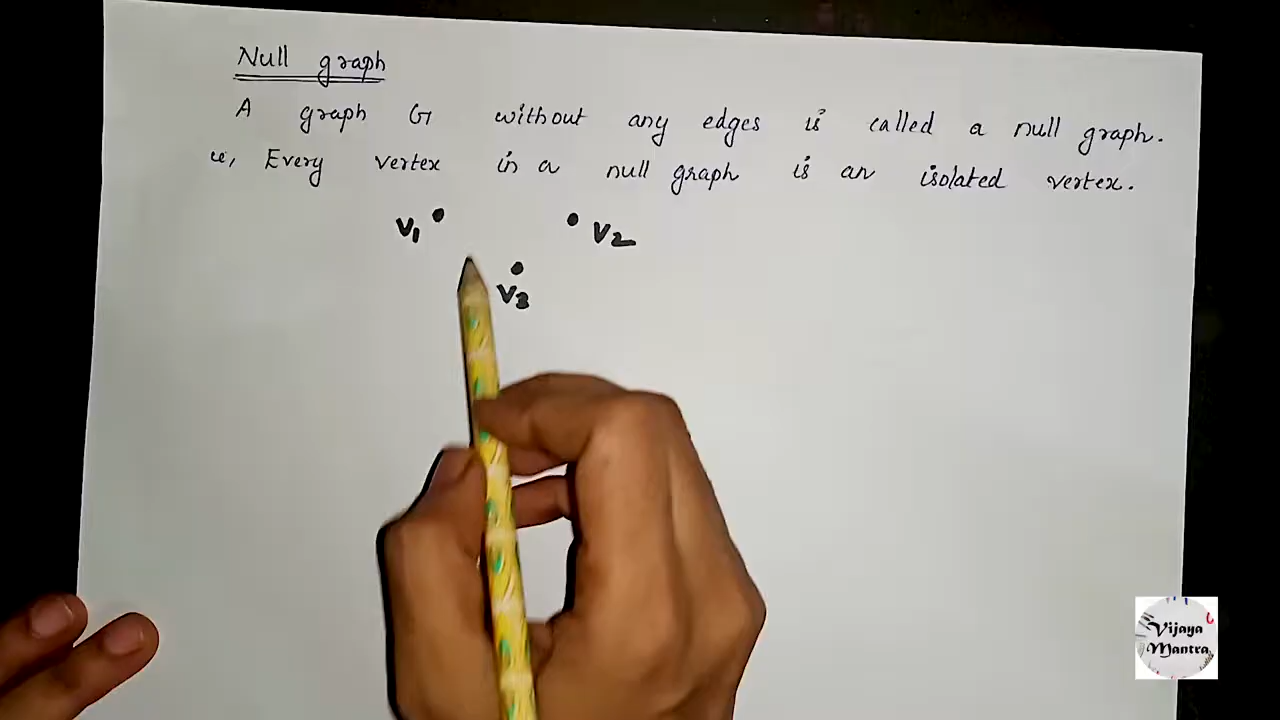 Null graph
A graph G without any edges is called a null graph.
ie, Every vertex in a null graph is an isolated vertex.
V1
V2
V3
Vijaya
Mantra